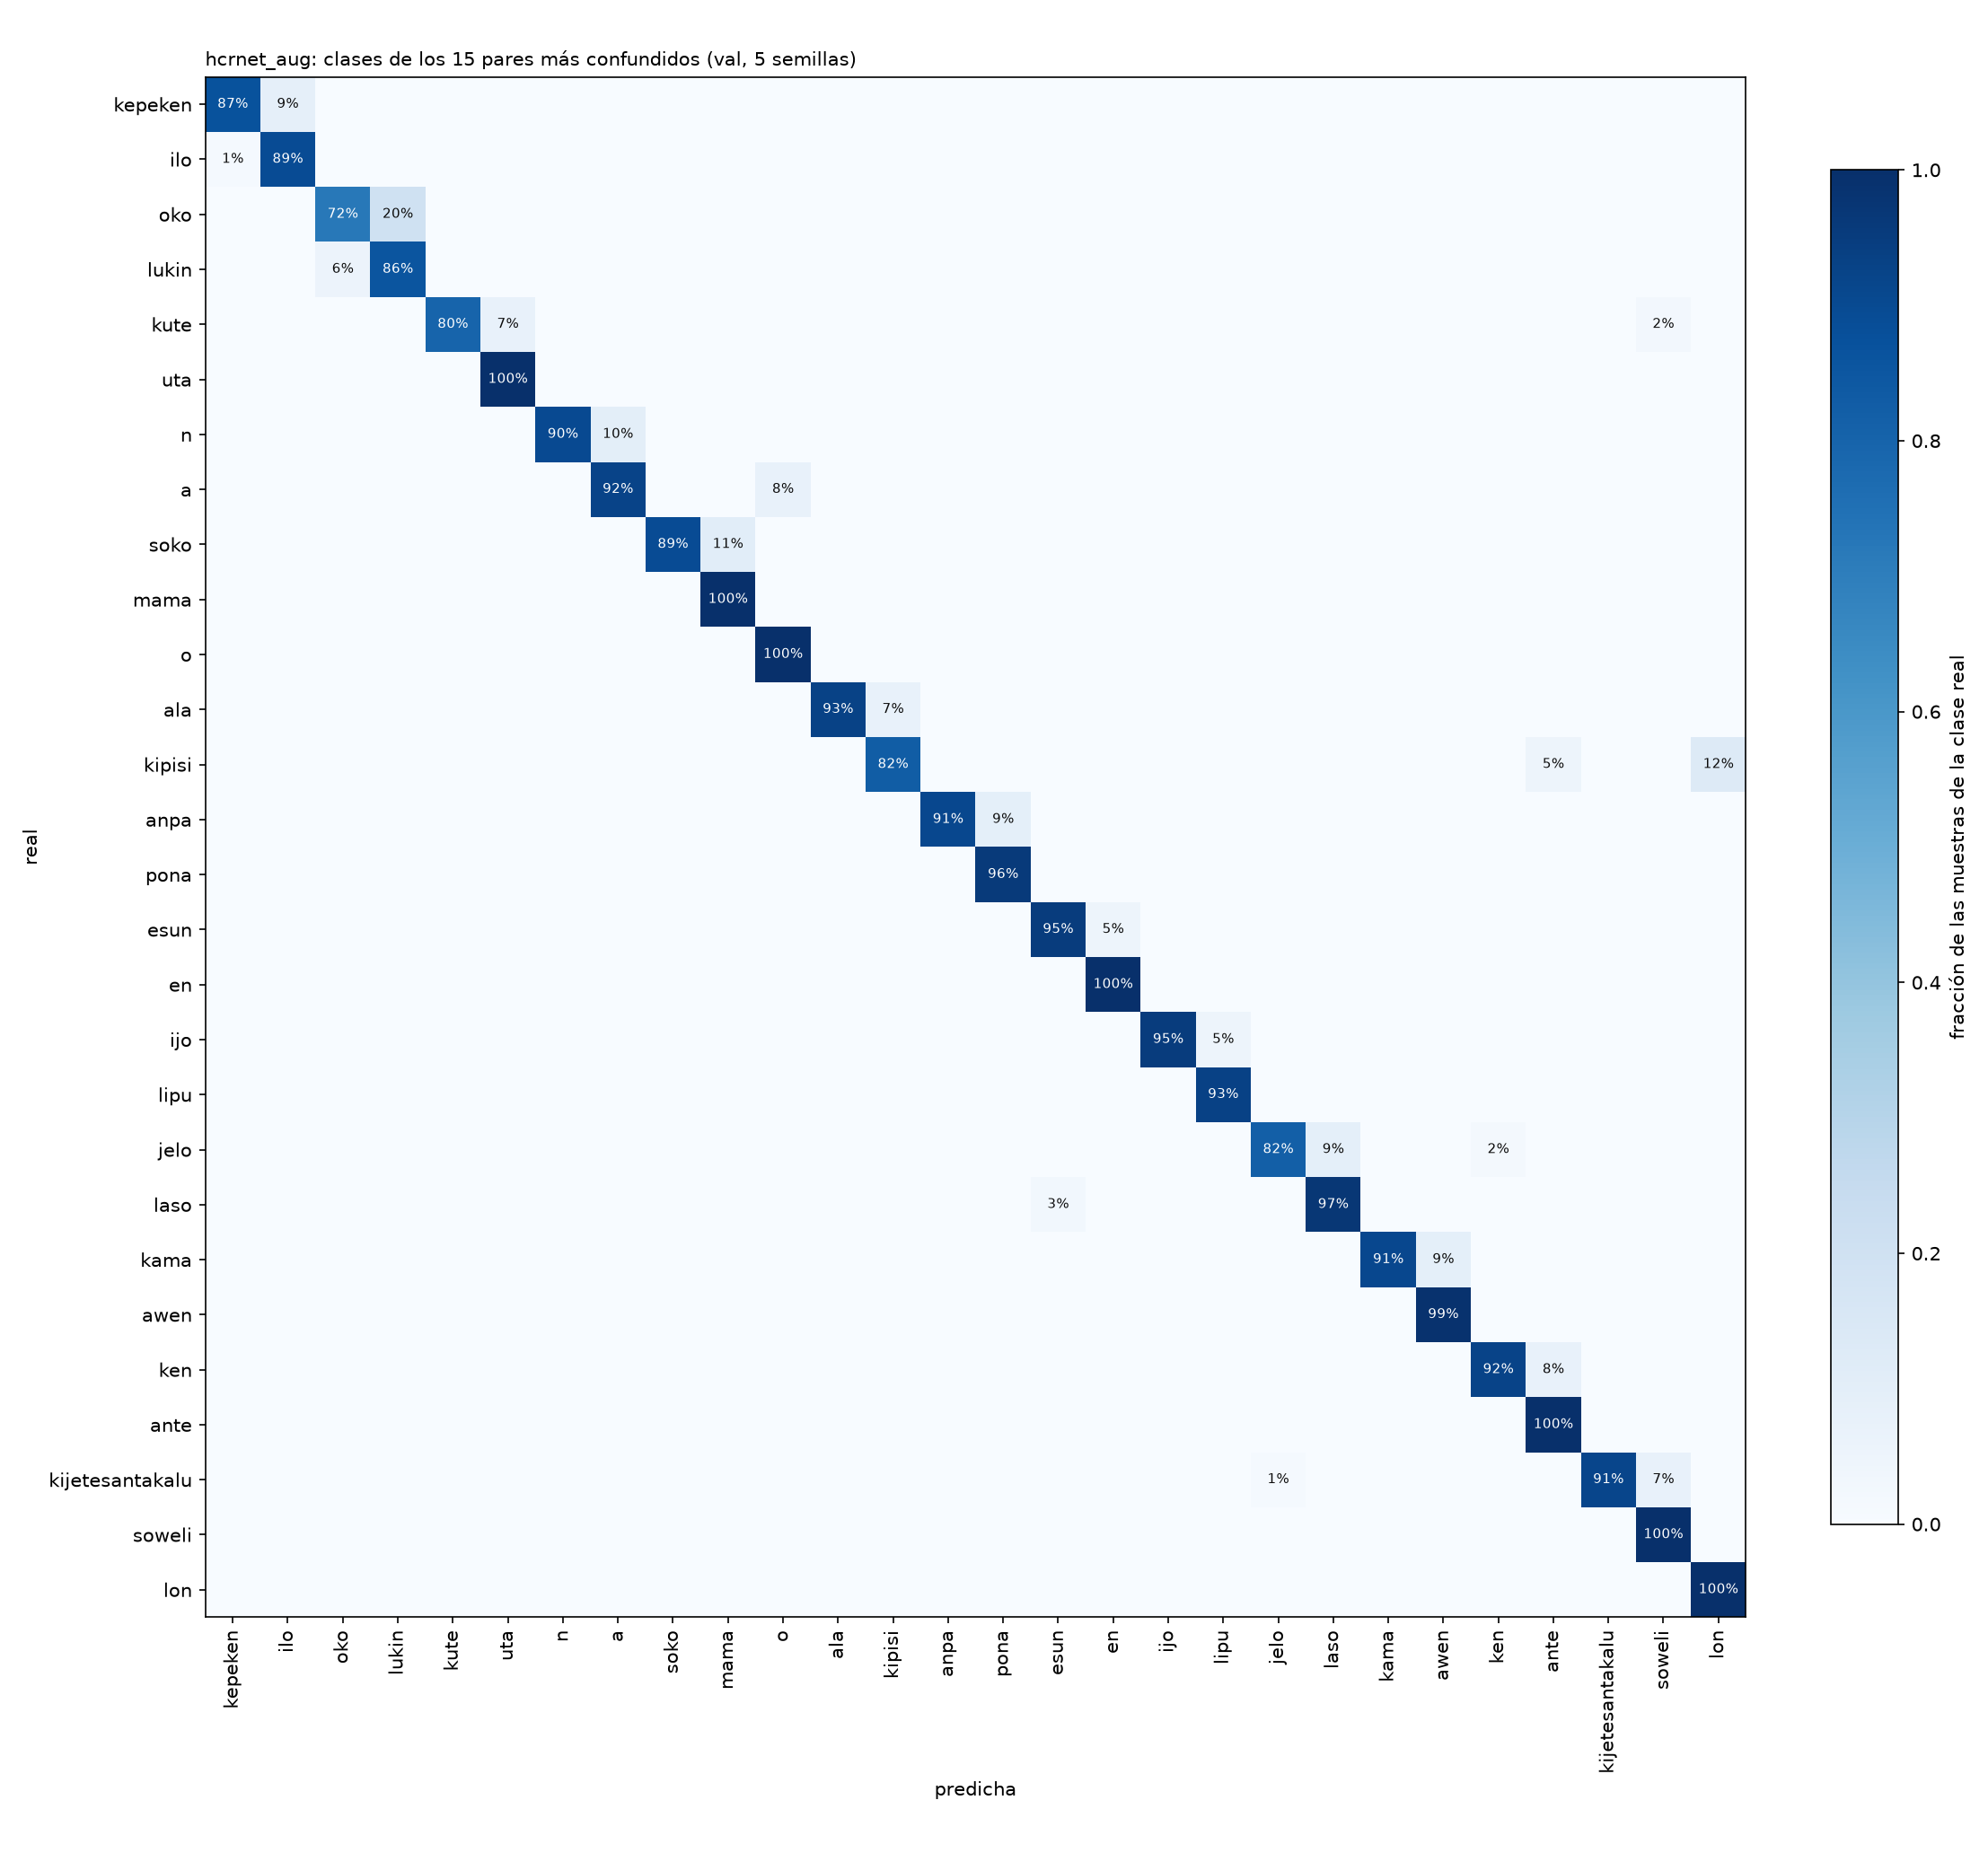 hcrnet_aug: clases de los 15 pares más confundidos (val, 5 semillas)
kepeken 87% 9%
ilo 1% 89%
oko 72% 20%
lukin 6% 86%
kute 80% 7% 2%
uta 100%
n 90% 10%
a 92% 8%
soko 89% 11%
mama 100%
o 100%
ala 93% 7%
kipisi 82% 5% 12%
anpa 91% 9%
pona 96%
esun 95% 5%
en 100%
ijo 95% 5%
lipu 93%
jelo 82% 9% 2%
laso 3% 97%
kama 91% 9%
awen 99%
ken 92% 8%
ante 100%
kijetesantakalu 1% 91% 7%
soweli 100%
lon 100%
real
kepeken ilo oko lukin kute uta n a soko mama o ala kipisi anpa pona esun en ijo lipu jelo laso kama awen ken ante kijetesantakalu soweli lon
predicha
1.0
0.8
0.6
0.4
0.2
0.0
fracción de las muestras de la clase real